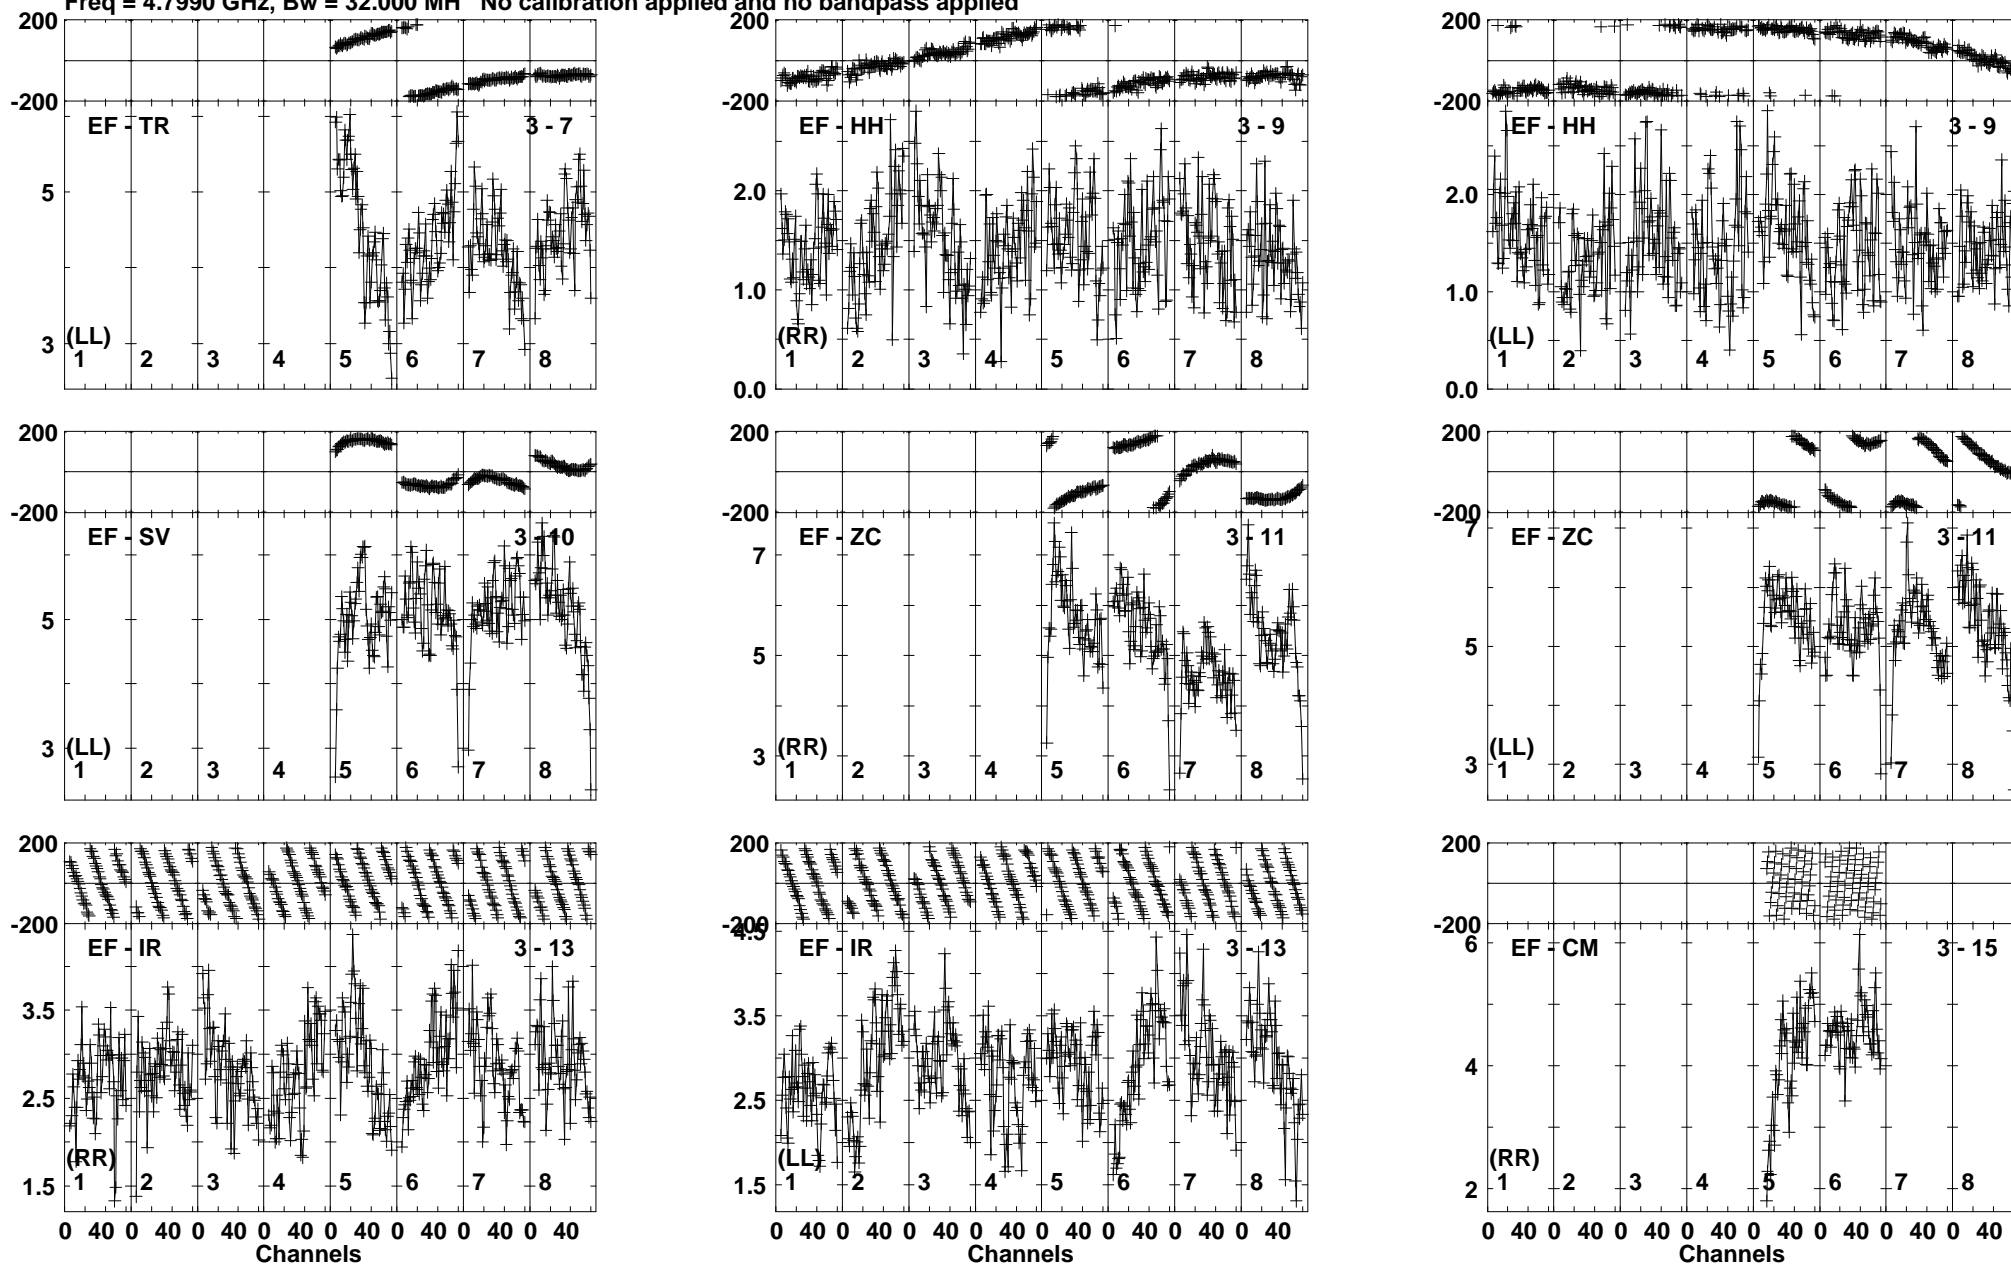 Freq = 4.7990 GHz, Bw = 32.000 MH No calibration applied and no bandpass applied
200
-200
EF - TR 3 - 7
5
3
(LL)
1 2 3 4 5 6 7 8
200
-200
EF - HH 3 - 9
2.0
1.0
0.0
(RR)
1 2 3 4 5 6 7 8
200
-200
EF - HH 3 - 9
2.0
1.0
0.0
(LL)
1 2 3 4 5 6 7 8
200
-200
EF - SV 3 - 10
5
3
(LL)
1 2 3 4 5 6 7 8
200
-200
EF - ZC 3 - 11
7
5
3
(RR)
1 2 3 4 5 6 7 8
200
-200
EF - ZC 3 - 11
7
5
3
(LL)
1 2 3 4 5 6 7 8
200
-200
EF - IR 3 - 13
3.5
2.5
1.5
(RR)
1 2 3 4 5 6 7 8
0 40 0 40 0 40 0 40 0 40 0 40 0 40 0 40
Channels
200
-200
EF - IR 3 - 13
4.5
3.5
2.5
1.5
(LL)
1 2 3 4 5 6 7 8
0 40 0 40 0 40 0 40 0 40 0 40 0 40 0 40
Channels
200
-200
EF - CM 3 - 15
6
4
2
(RR)
1 2 3 4 5 6 7 8
0 40 0 40 0 40 0 40 0 40 0 40 0 40 0 40
Channels